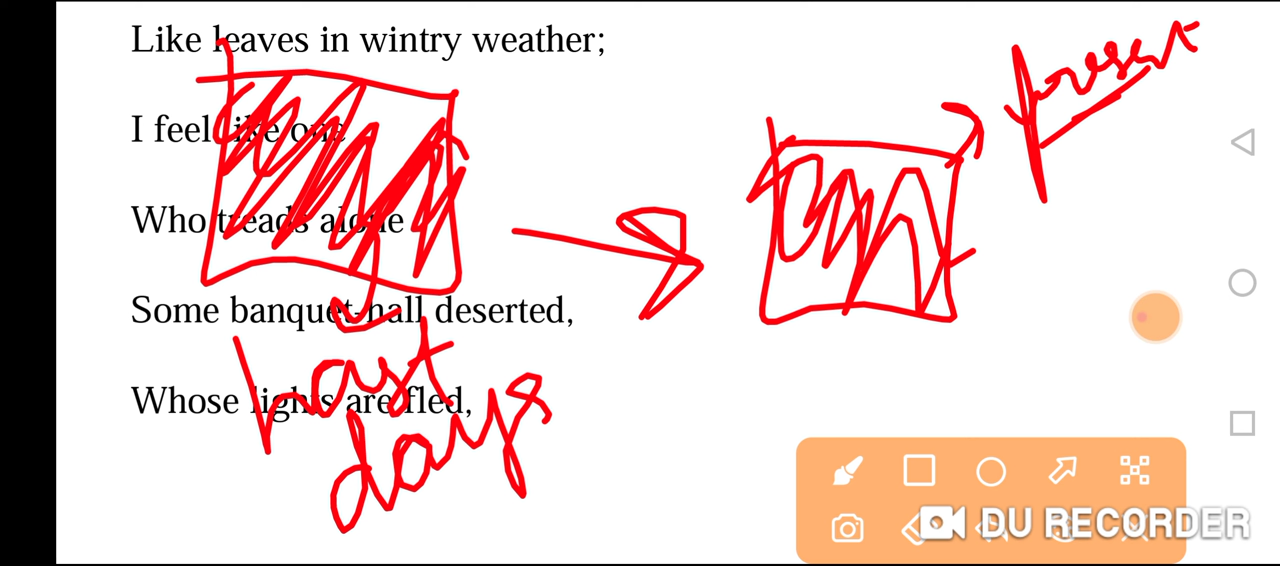 Like leaves in wintry weather;
I feel like one
Who treads alone
Some banquet-hall deserted,
Whose lights are fled,
past
days
present
DU RECORDER